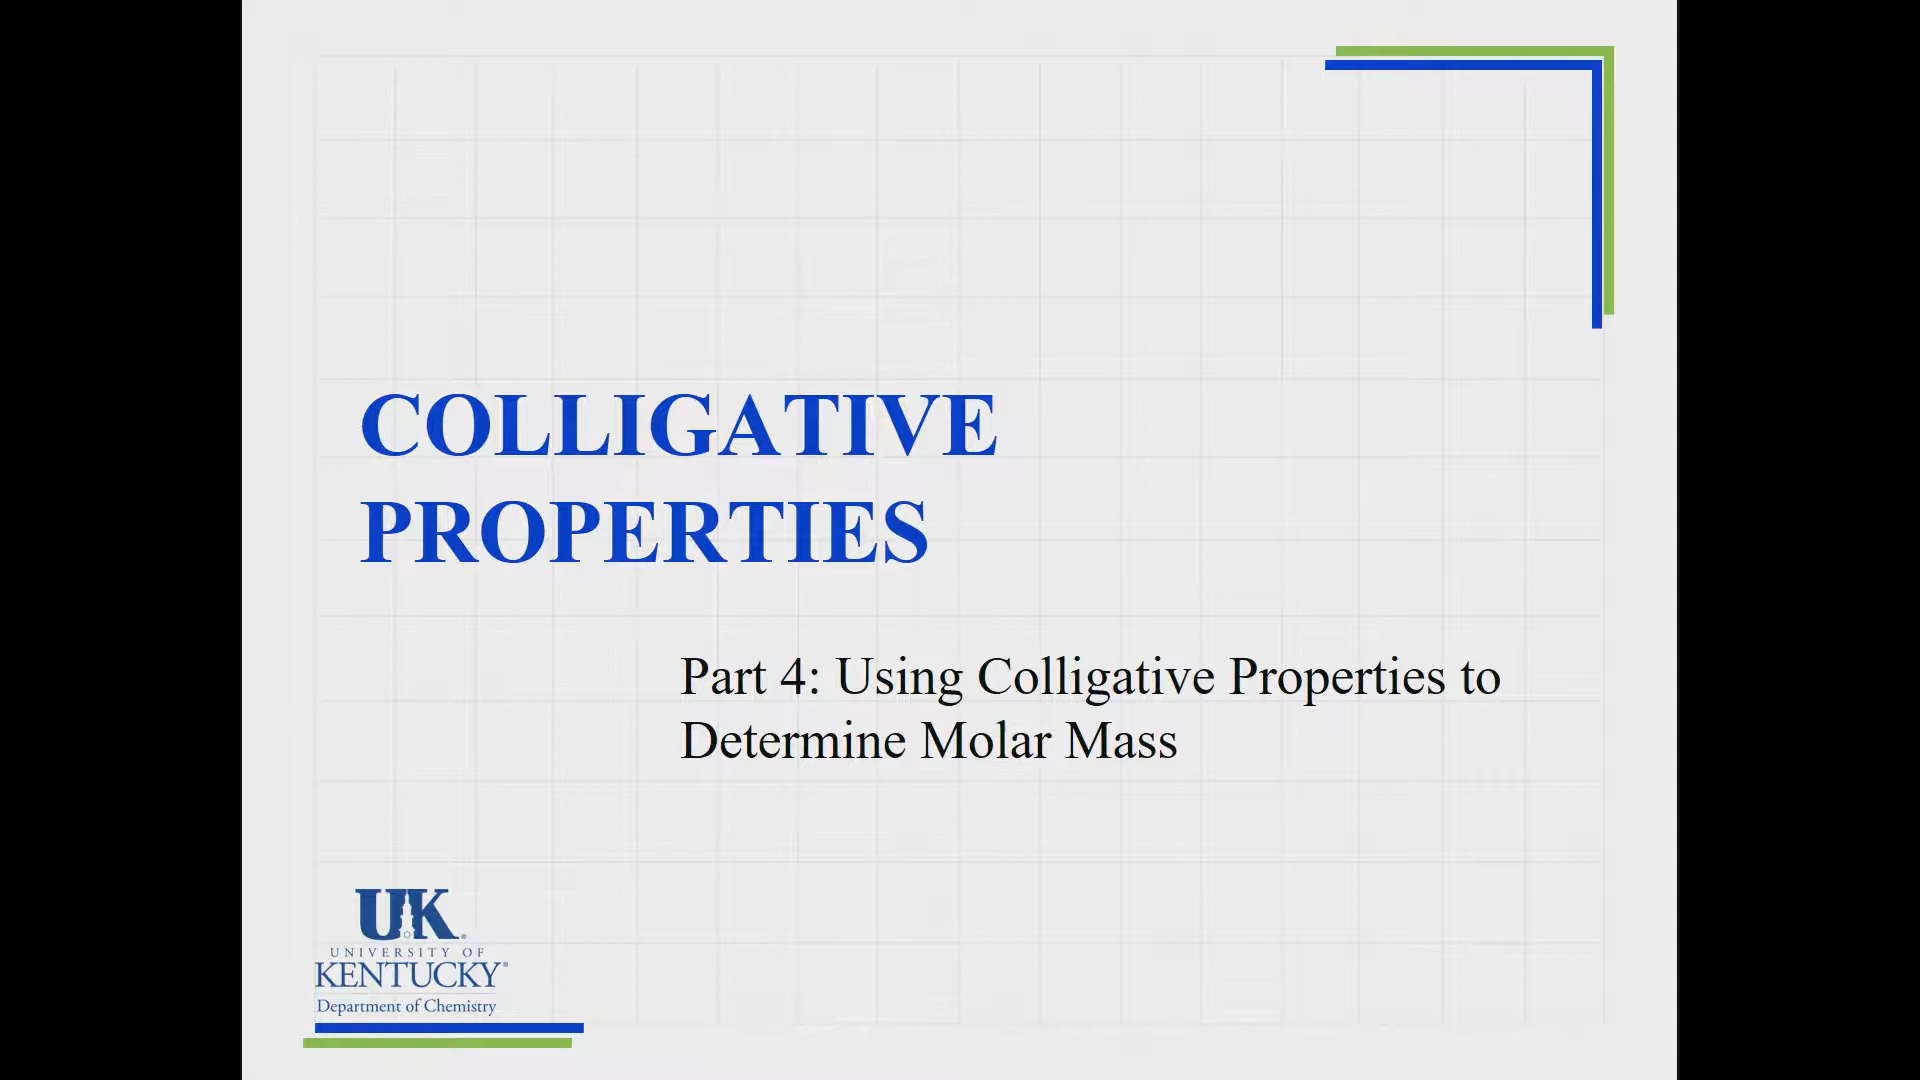 COLLIGATIVE
PROPERTIES
Part 4: Using Colligative Properties to
Determine Molar Mass
UK®
UNIVERSITY OF
KENTUCKY®
Department of Chemistry